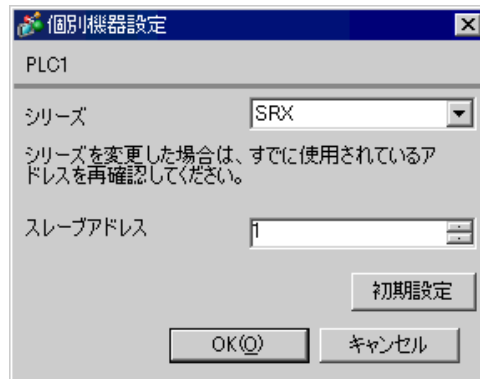 個別機器設定
PLC1
シリーズ
SRX
シリーズを変更した場合は、すでに使用されているア
ドレスを再確認してください。
スレーブアドレス
1
初期設定
OK(O)
キャンセル